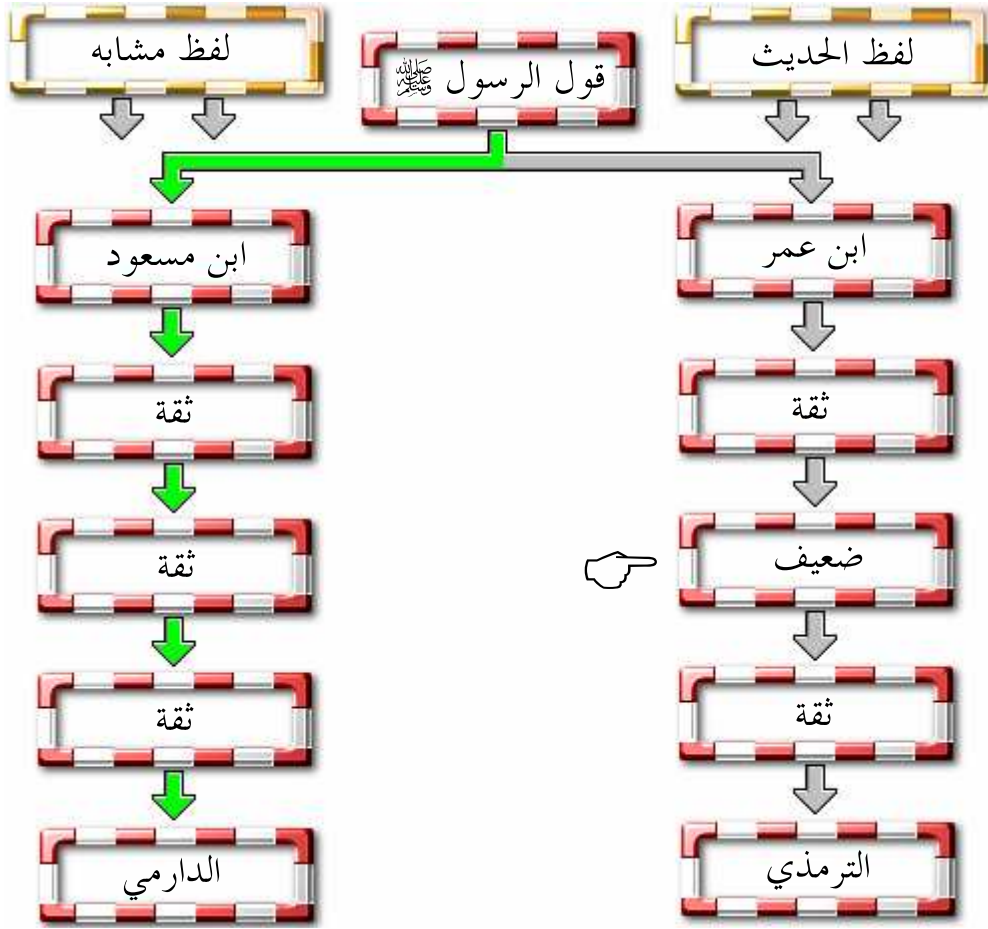 لفظ الحديث
قول الرسول ﷺ
لفظ مشابه
ابن عمر
ابن مسعود
ثقة
ثقة
ضعيف
ثقة
ثقة
ثقة
الترمذي
الدارمي